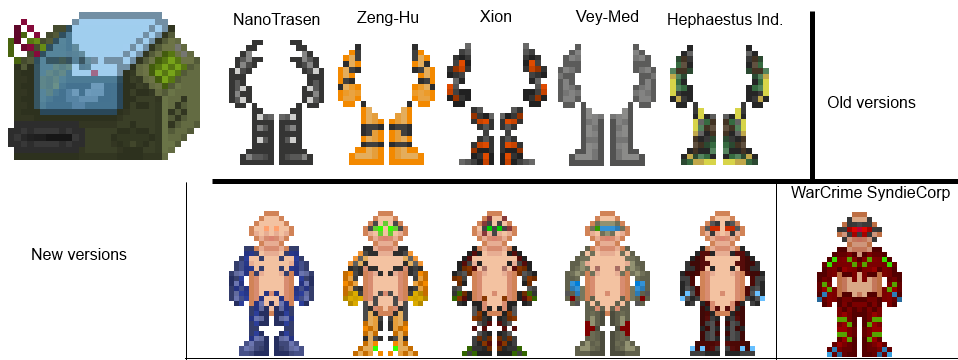 NanoTrasen
Zeng-Hu
Xion
Vey-Med
Hephaestus Ind.
Old versions
WarCrime SyndieCorp
New versions